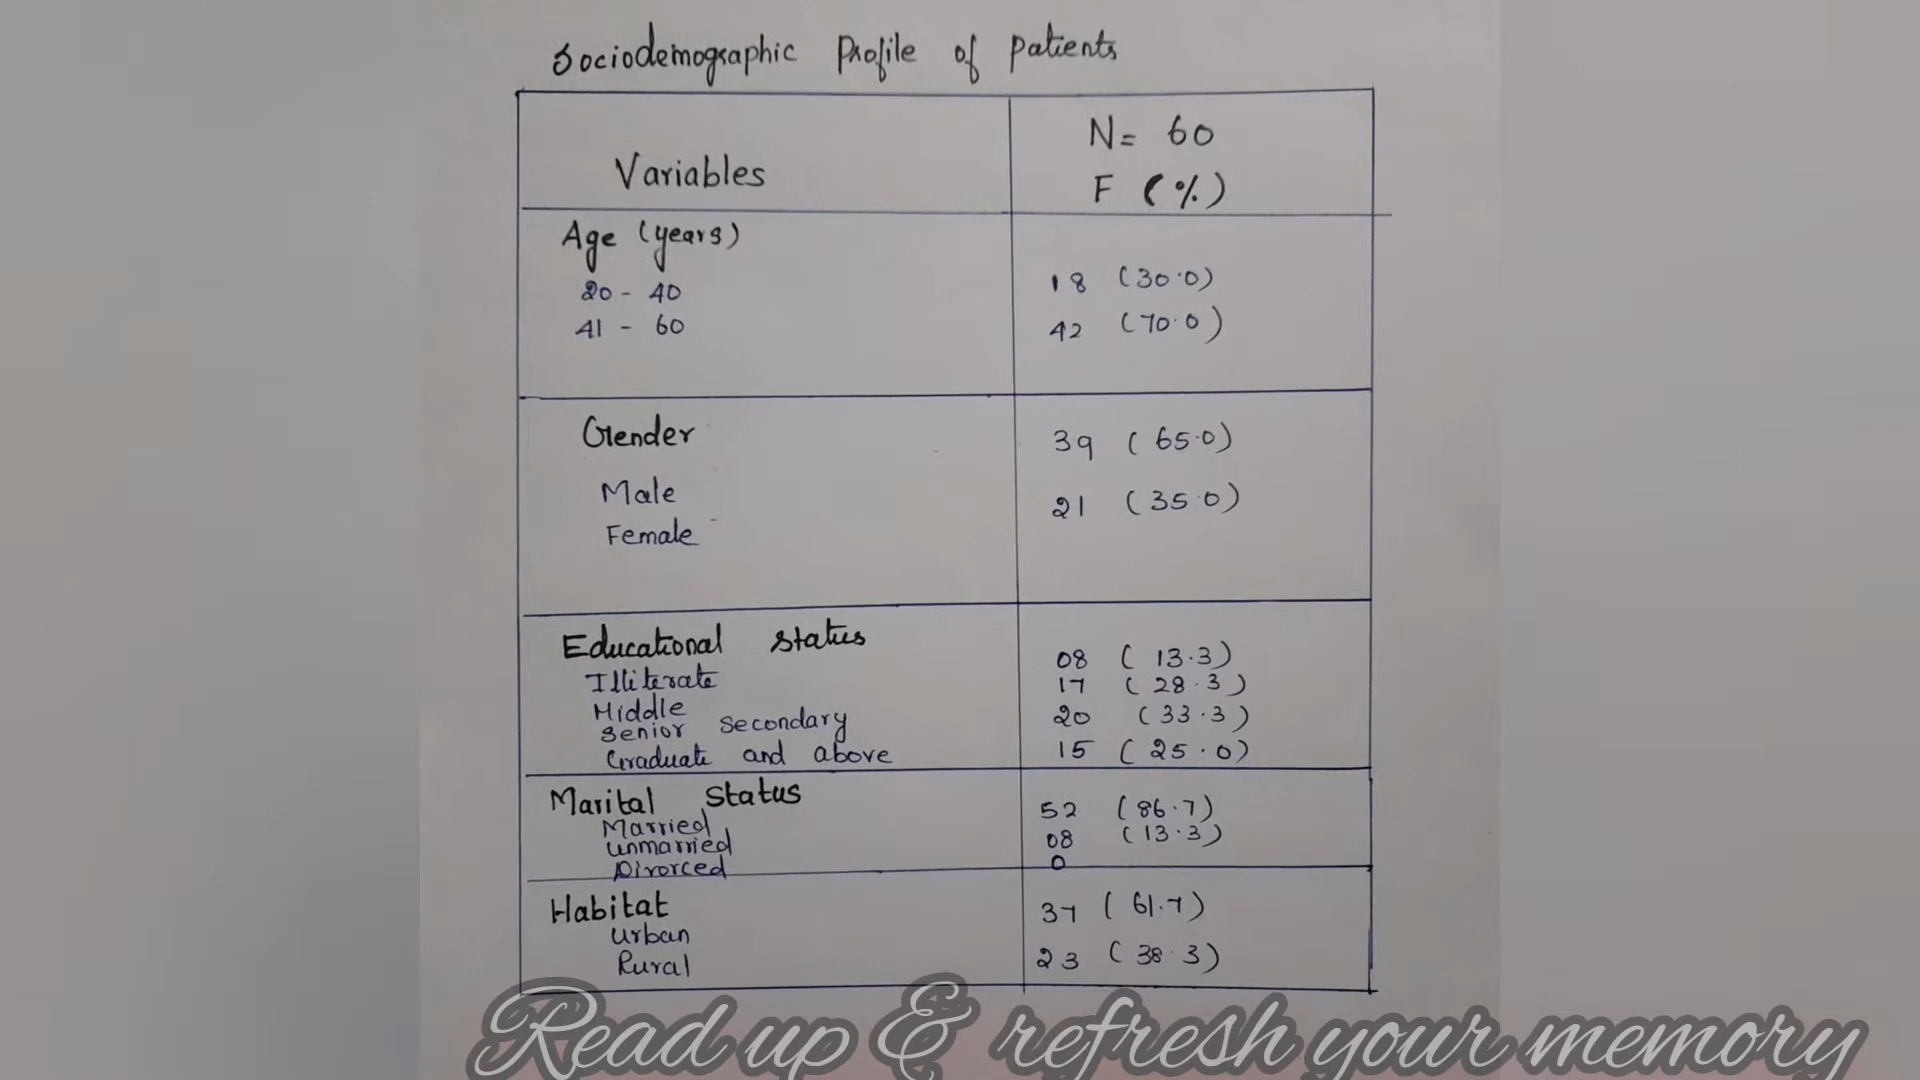 Sociodemographic Profile of patients
Variables
N= 60
F (%)
Age (years)
20 - 40 18 (30.0)
41 - 60 42 (70.0)
Gender 39 (65.0)
Male 21 (35.0)
Female
Educational status
Illiterate 08 (13.3)
Middle 17 (28.3)
Senior Secondary 20 (33.3)
Graduate and above 15 (25.0)
Marital Status
Married 52 (86.7)
Unmarried 08 (13.3)
Divorced 0
Habitat
Urban 37 (61.7)
Rural 23 (38.3)
Read up & refresh your memory